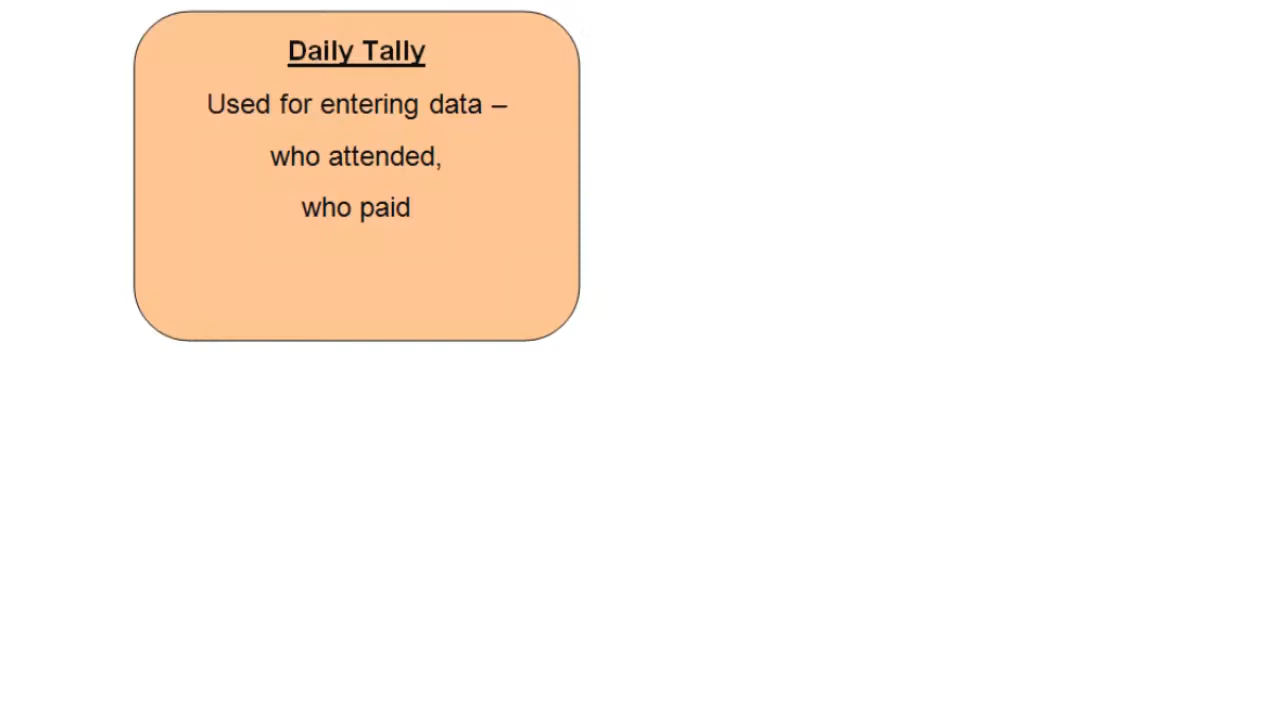 Daily Tally
Used for entering data –
who attended,
who paid